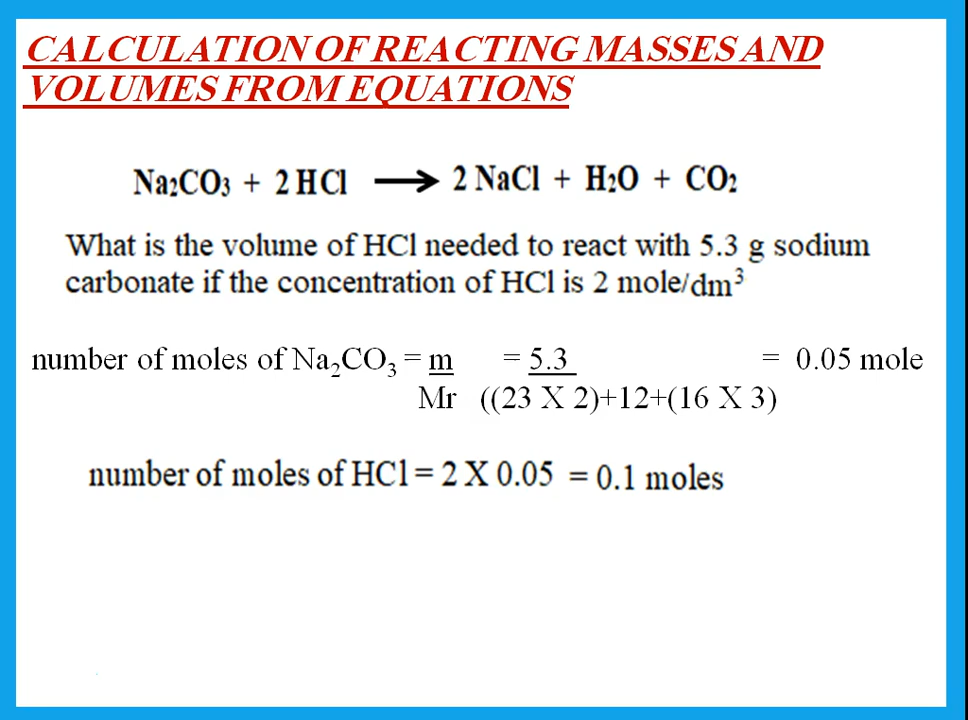 CALCULATION OF REACTING MASSES AND
VOLUMES FROM EQUATIONS
Na₂CO₃ + 2 HCl ⟶ 2 NaCl + H₂O + CO₂
What is the volume of HCl needed to react with 5.3 g sodium
carbonate if the concentration of HCl is 2 mole/dm³
number of moles of Na₂CO₃ = m = 5.3 = 0.05 mole
Mr ((23 X 2)+12+(16 X 3)
number of moles of HCl = 2 X 0.05 = 0.1 moles